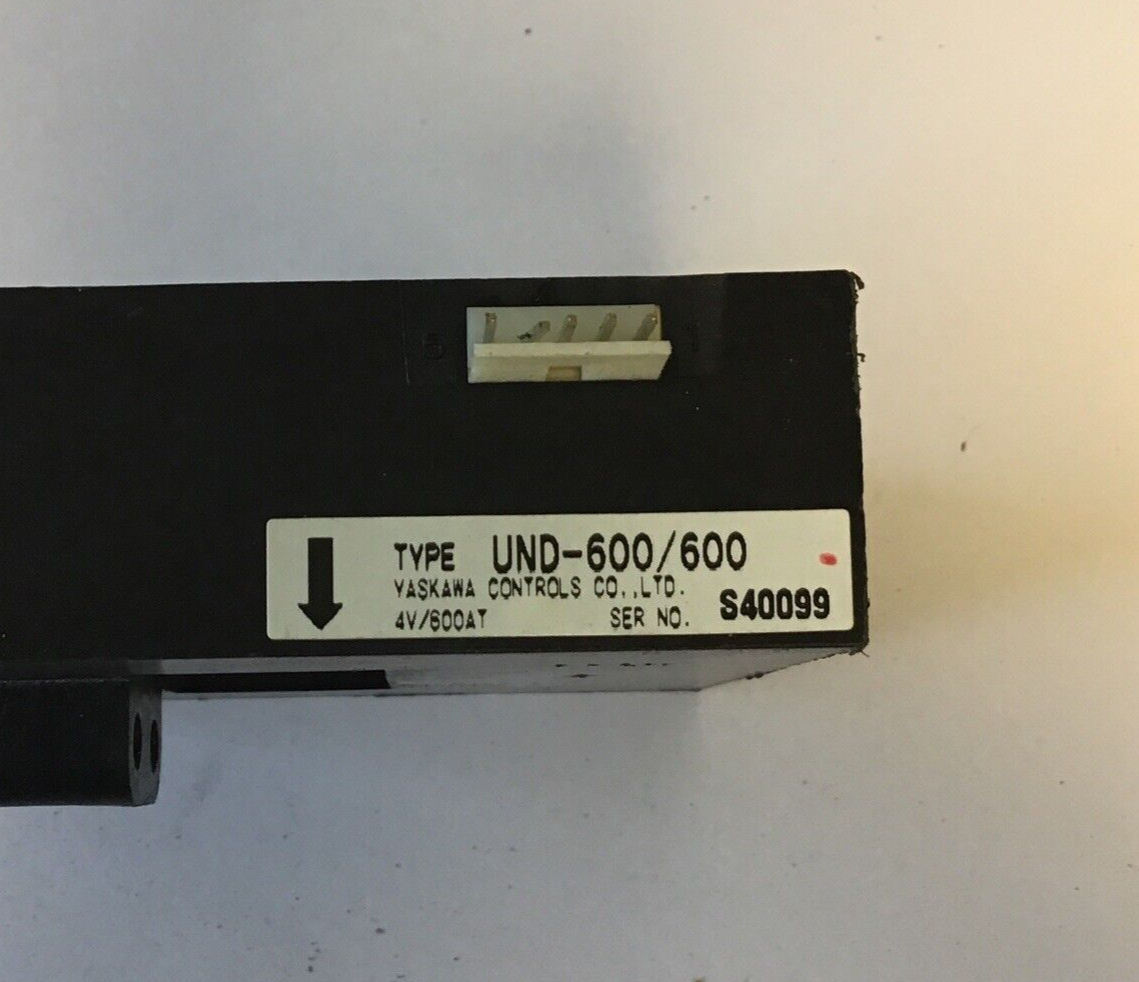 TYPE UND-600/600
YASKAWA CONTROLS CO.,LTD.
4V/600AT SER NO. S40099